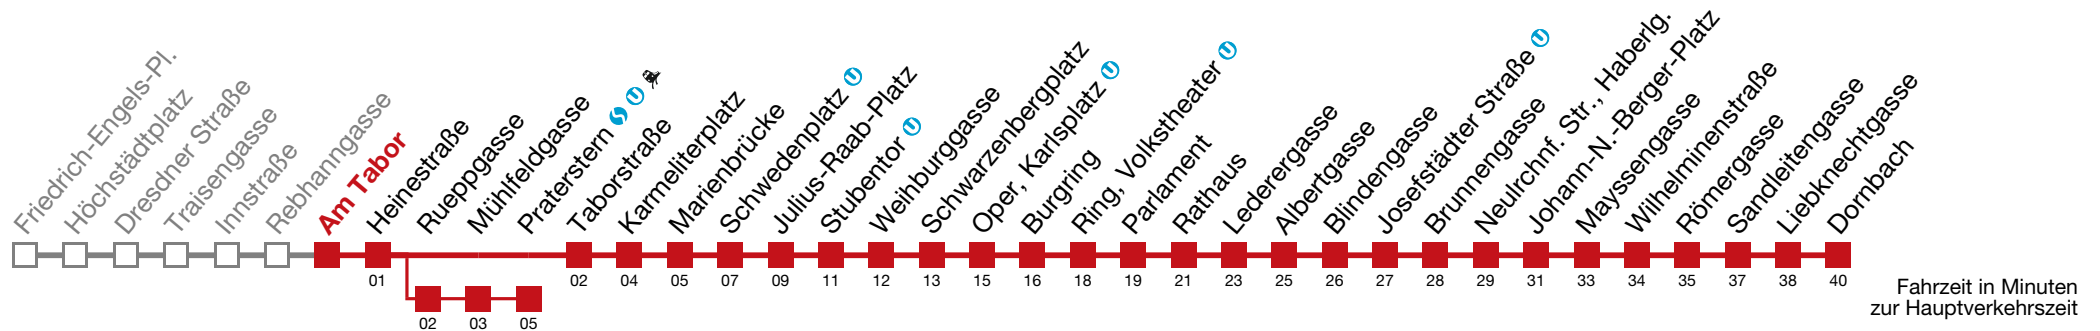 Friedrich-Engels-Pl.
Höchstädtplatz
Dresdner Straße
Traisengasse
Innstraße
Rebhanngasse
Am Tabor
Heinestraße
Rueppgasse
Mühlfeldgasse
Praterstern
Taborstraße
Karmeliterplatz
Marienbrücke
Schwedenplatz
Julius-Raab-Platz
Stubentor
Weihburggasse
Schwarzenbergplatz
Oper, Karlsplatz
Burgring
Ring, Volkstheater
Parlament
Rathaus
Lederergasse
Albertgasse
Blindengasse
Josefstädter Straße
Brunnengasse
Neulrchnf. Str., Haberlg.
Johann-N.-Berger-Platz
Mayssengasse
Wilhelminenstraße
Römergasse
Sandleitengasse
Liebknechtgasse
Dornbach
01 02 04 05 07 09 11 12 13 15 16 18 19 21 23 25 26 27 28 29 31 33 34 35 37 38 40
02 03 05
Fahrzeit in Minuten
zur Hauptverkehrszeit